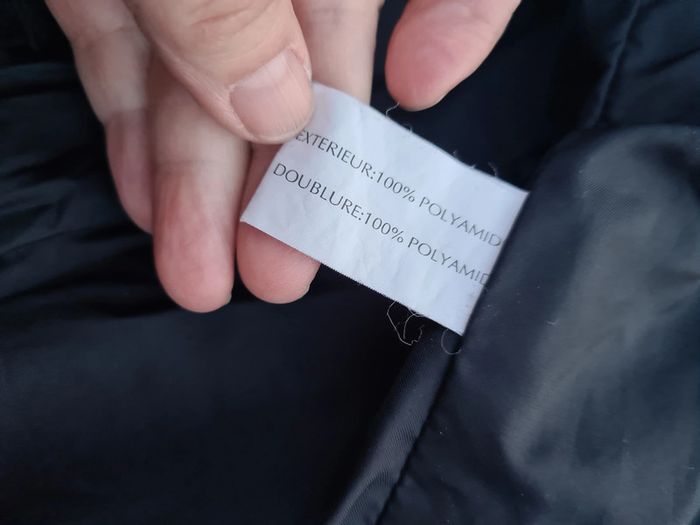 EXTERIEUR:100% POLYAMID
DOUBLURE:100% POLYAMID